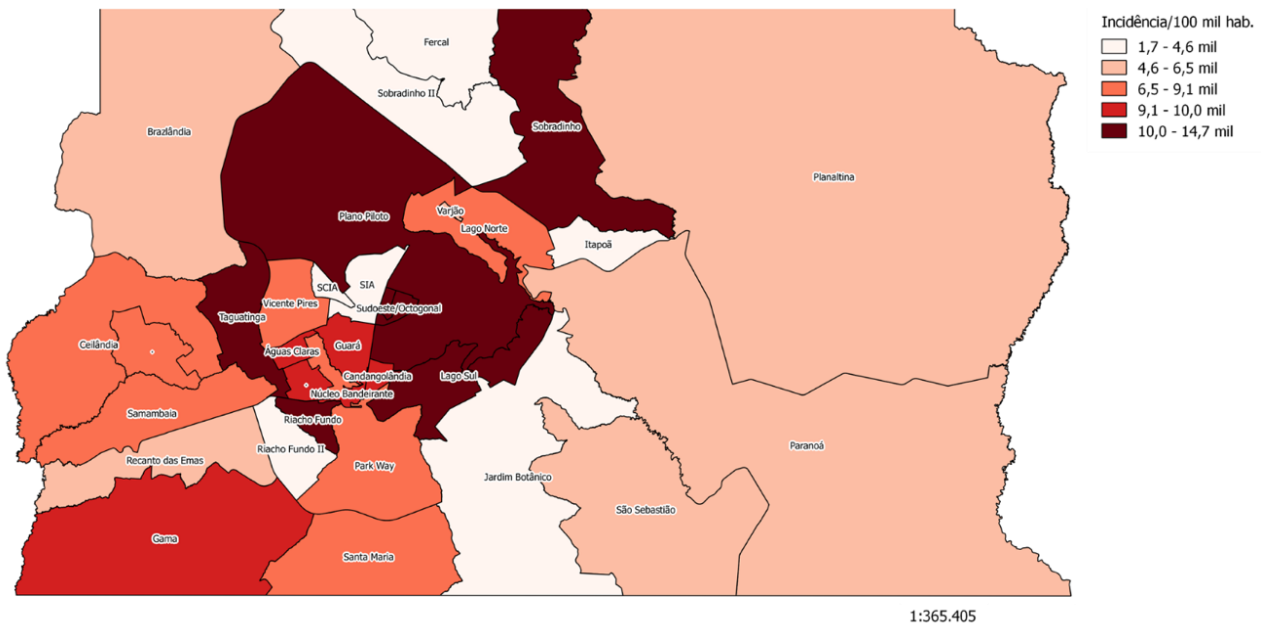 Incidência/100 mil hab.
1,7 - 4,6 mil
4,6 - 6,5 mil
6,5 - 9,1 mil
9,1 - 10,0 mil
10,0 - 14,7 mil
Fercal
Sobradinho II
Sobradinho
Brazlândia
Planaltina
Varjão
Plano Piloto
Lago Norte
Itapoã
SCIA
SIA
Vicente Pires
Sudoeste/Octogonal
Taguatinga
Ceilândia
Águas Claras
Guará
Candangolândia
Lago Sul
Núcleo Bandeirante
Samambaia
Riacho Fundo
Riacho Fundo II
Paranoá
Recanto das Emas
Park Way
Jardim Botânico
São Sebastião
Gama
Santa Maria
1:365.405